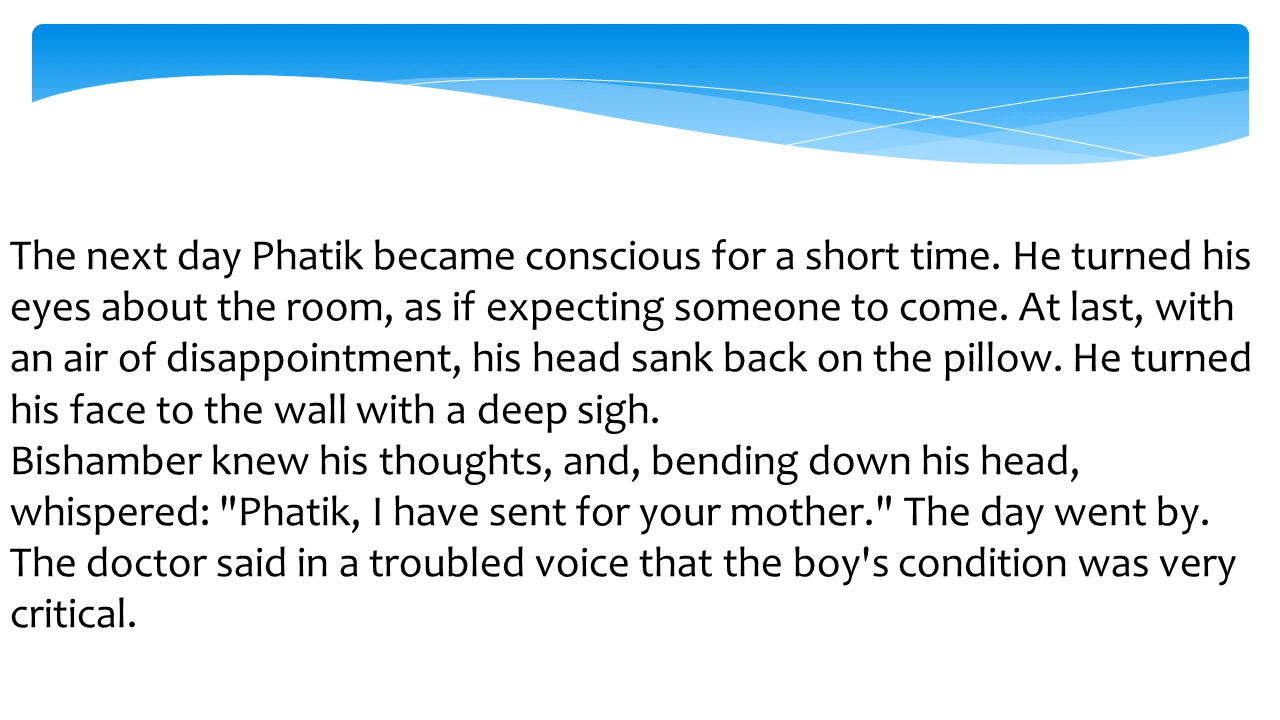 The next day Phatik became conscious for a short time. He turned his
eyes about the room, as if expecting someone to come. At last, with
an air of disappointment, his head sank back on the pillow. He turned
his face to the wall with a deep sigh.
Bishamber knew his thoughts, and, bending down his head,
whispered: "Phatik, I have sent for your mother." The day went by.
The doctor said in a troubled voice that the boy's condition was very
critical.